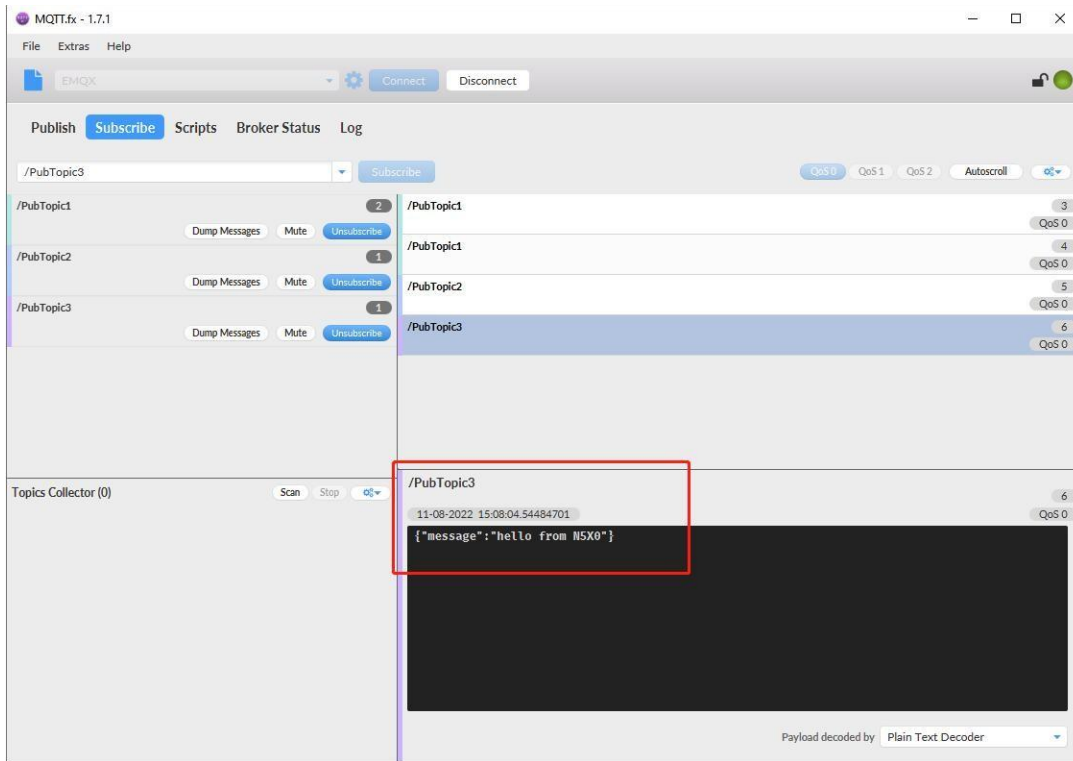 MQTT.fx - 1.7.1
File Extras Help
EMQX Connect Disconnect
Publish Subscribe Scripts Broker Status Log
/PubTopic3 Subscribe QoS 0 QoS 1 QoS 2 Autoscroll
/PubTopic1 2
Dump Messages Mute Unsubscribe
/PubTopic2 1
Dump Messages Mute Unsubscribe
/PubTopic3 1
Dump Messages Mute Unsubscribe
/PubTopic1 3
QoS 0
/PubTopic1 4
QoS 0
/PubTopic2 5
QoS 0
/PubTopic3 6
QoS 0
Topics Collector (0) Scan Stop
/PubTopic3 6
11-08-2022 15:08:04.54484701 QoS 0
{"message":"hello from N5X0"}
Payload decoded by Plain Text Decoder